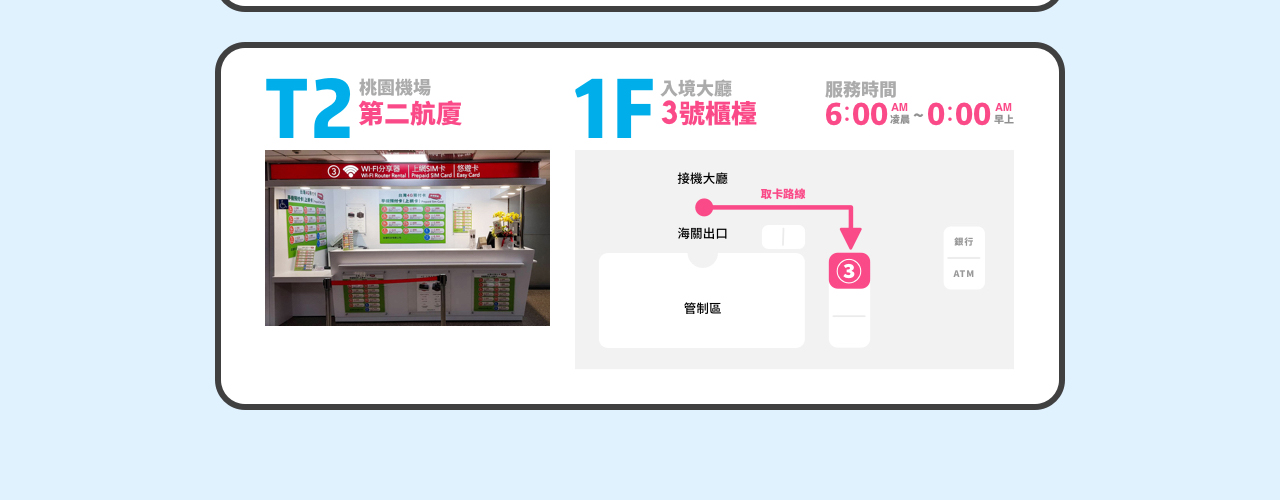 T2
桃園機場
第二航廈
1F
入境大廳
3號櫃檯
服務時間
6:00 AM 凌晨 ~ 0:00 AM 早上
③ WI-FI分享器 上網SIM卡 悠遊卡
Wi-Fi Router Rental Prepaid SIM Card Easy Card
接機大廳
取卡路線
海關出口
③
銀行
ATM
管制區